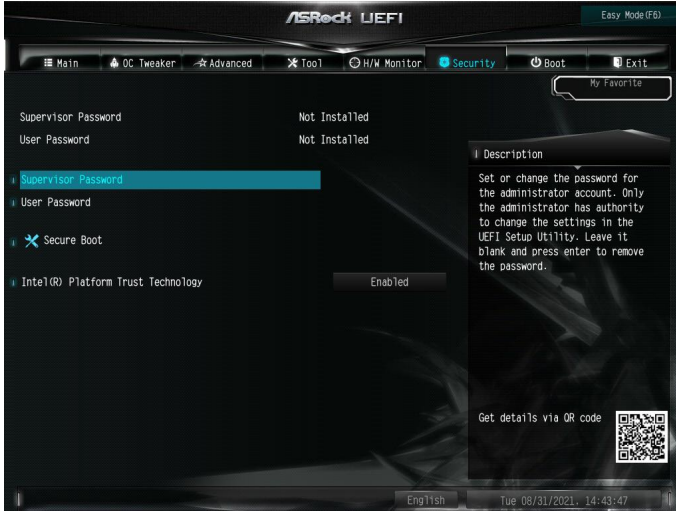 ASRock UEFI
Easy Mode(F6)
Main OC Tweaker Advanced Tool H/W Monitor Security Boot Exit
My Favorite
Supervisor Password Not Installed
User Password Not Installed
Description
Supervisor Password
User Password
Secure Boot
Intel(R) Platform Trust Technology Enabled
Set or change the password for
the administrator account. Only
the administrator has authority
to change the settings in the
UEFI Setup Utility. Leave it
blank and press enter to remove
the password.
Get details via QR code
English
Tue 08/31/2021. 14:43:47